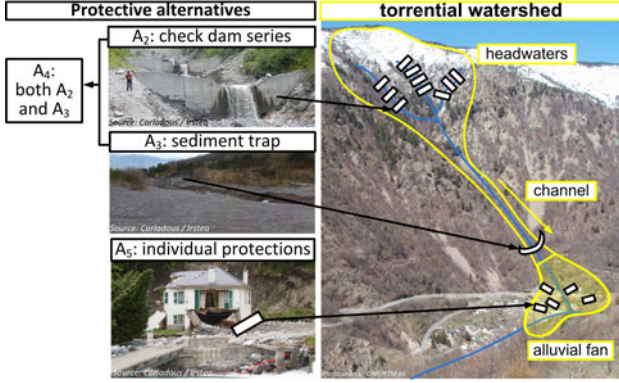 Protective alternatives
torrential watershed
A2: check dam series
A4:
both A2
and A3
Source: Carladous / Irstea
A3: sediment trap
Source: Carladous / Irstea
A5: individual protections
Source: Carladous / Irstea
headwaters
channel
alluvial fan